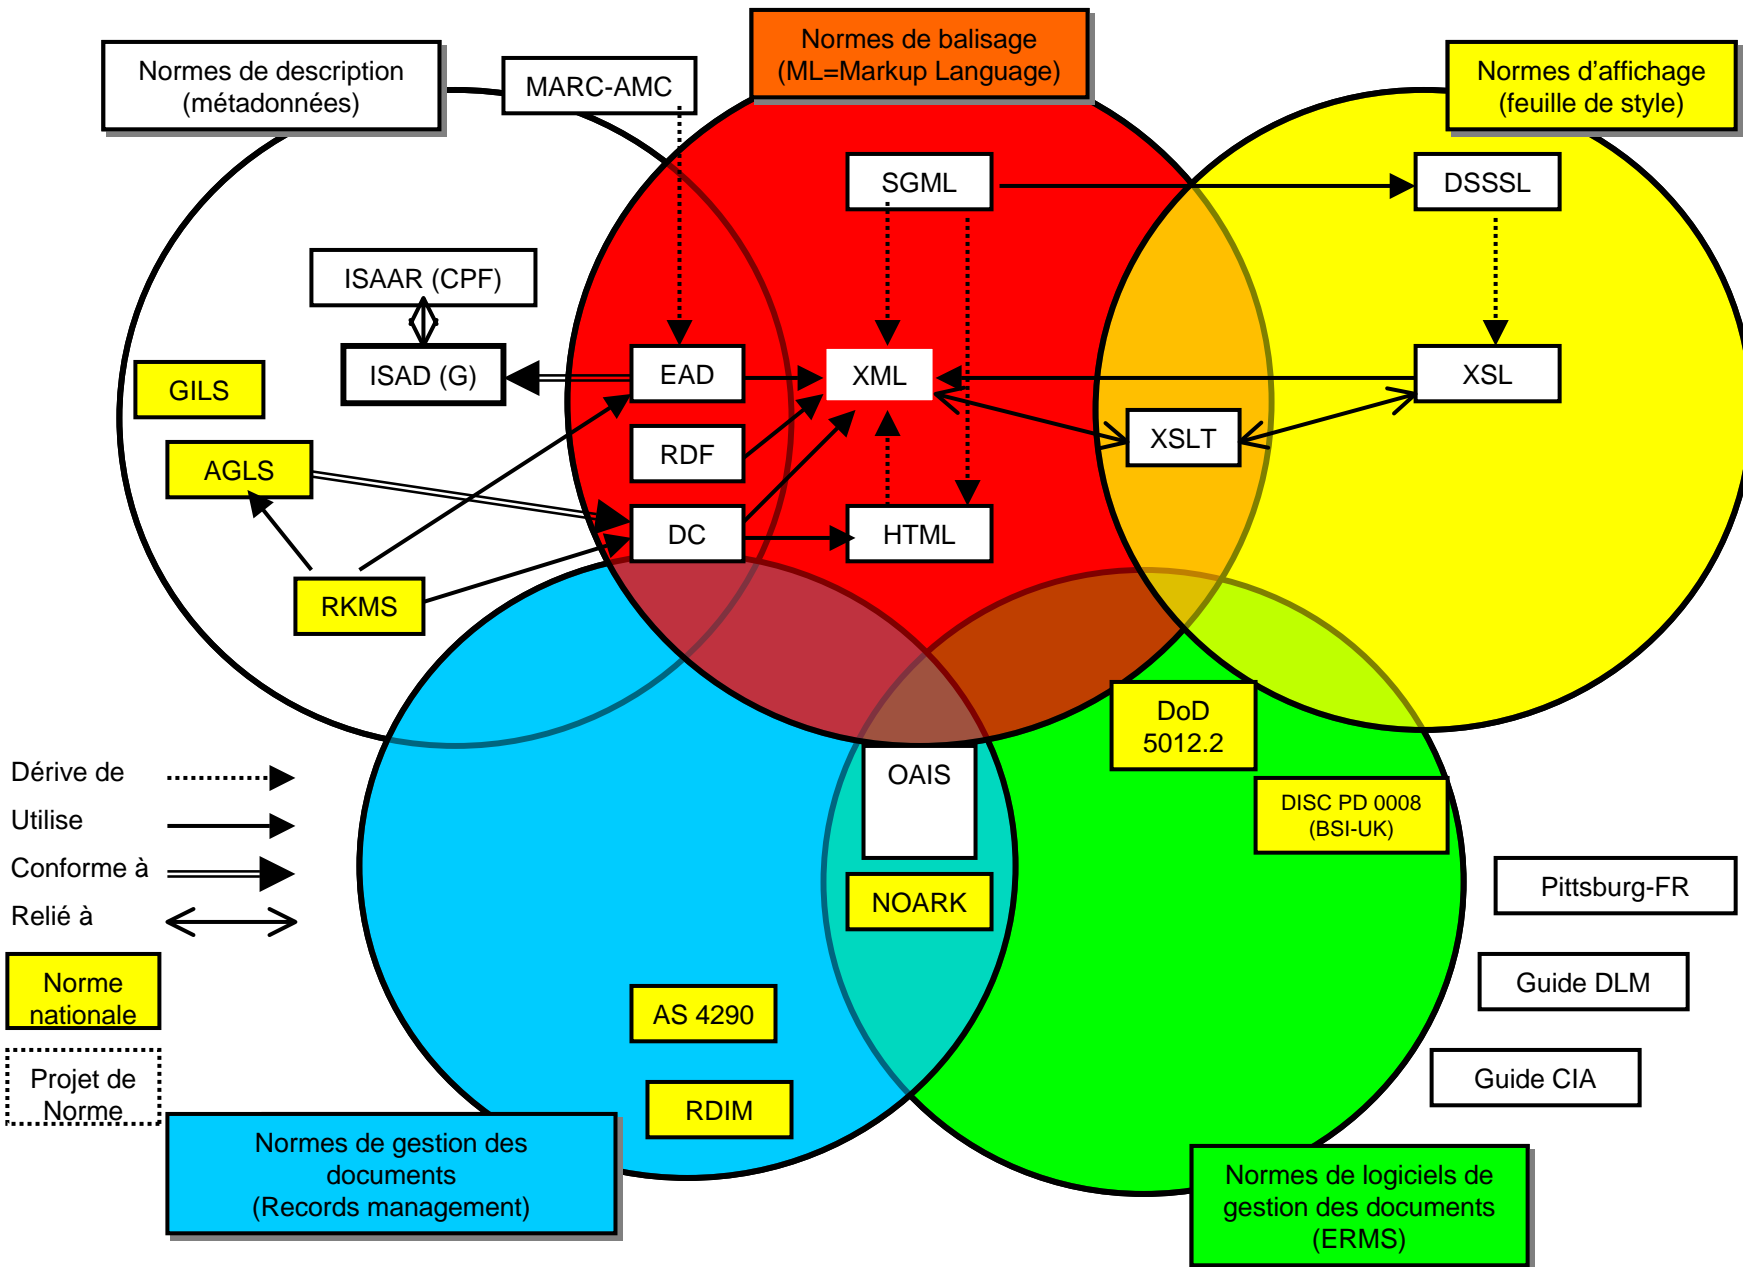 Normes de balisage
(ML=Markup Language)
Normes de description
(métadonnées)
MARC-AMC
Normes d’affichage
(feuille de style)
SGML
DSSSL
ISAAR (CPF)
ISAD (G)
EAD
XML
XSL
GILS
RDF
XSLT
AGLS
DC
HTML
RKMS
DoD
5012.2
OAIS
DISC PD 0008
(BSI-UK)
NOARK
Pittsburg-FR
Guide DLM
AS 4290
Guide CIA
RDIM
Dérive de
Utilise
Conforme à
Relié à
Norme
nationale
Projet de
Norme
Normes de gestion des
documents
(Records management)
Normes de logiciels de
gestion des documents
(ERMS)